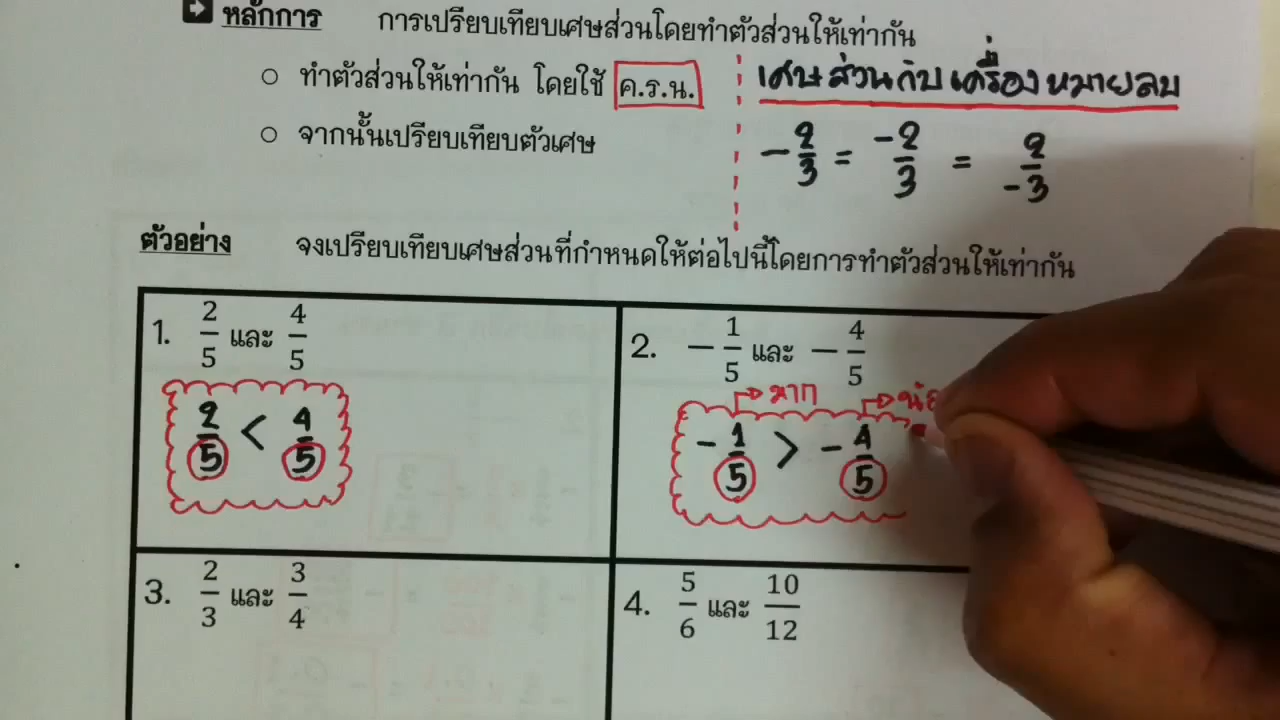 หลักการ การเปรียบเทียบเศษส่วนโดยทำตัวส่วนให้เท่ากัน
○ ทำตัวส่วนให้เท่ากัน โดยใช้ ค.ร.น.
○ จากนั้นเปรียบเทียบตัวเศษ
เศษส่วนกับเครื่องหมายลบ
-2/3 = -2/3 = 2/-3
ตัวอย่าง จงเปรียบเทียบเศษส่วนที่กำหนดให้ต่อไปนี้โดยการทำตัวส่วนให้เท่ากัน
1. 2/5 และ 4/5
2/5 < 4/5
2. -1/5 และ -4/5
มาก
-1/5 > -4/5
3. 2/3 และ 3/4
4. 5/6 และ 10/12